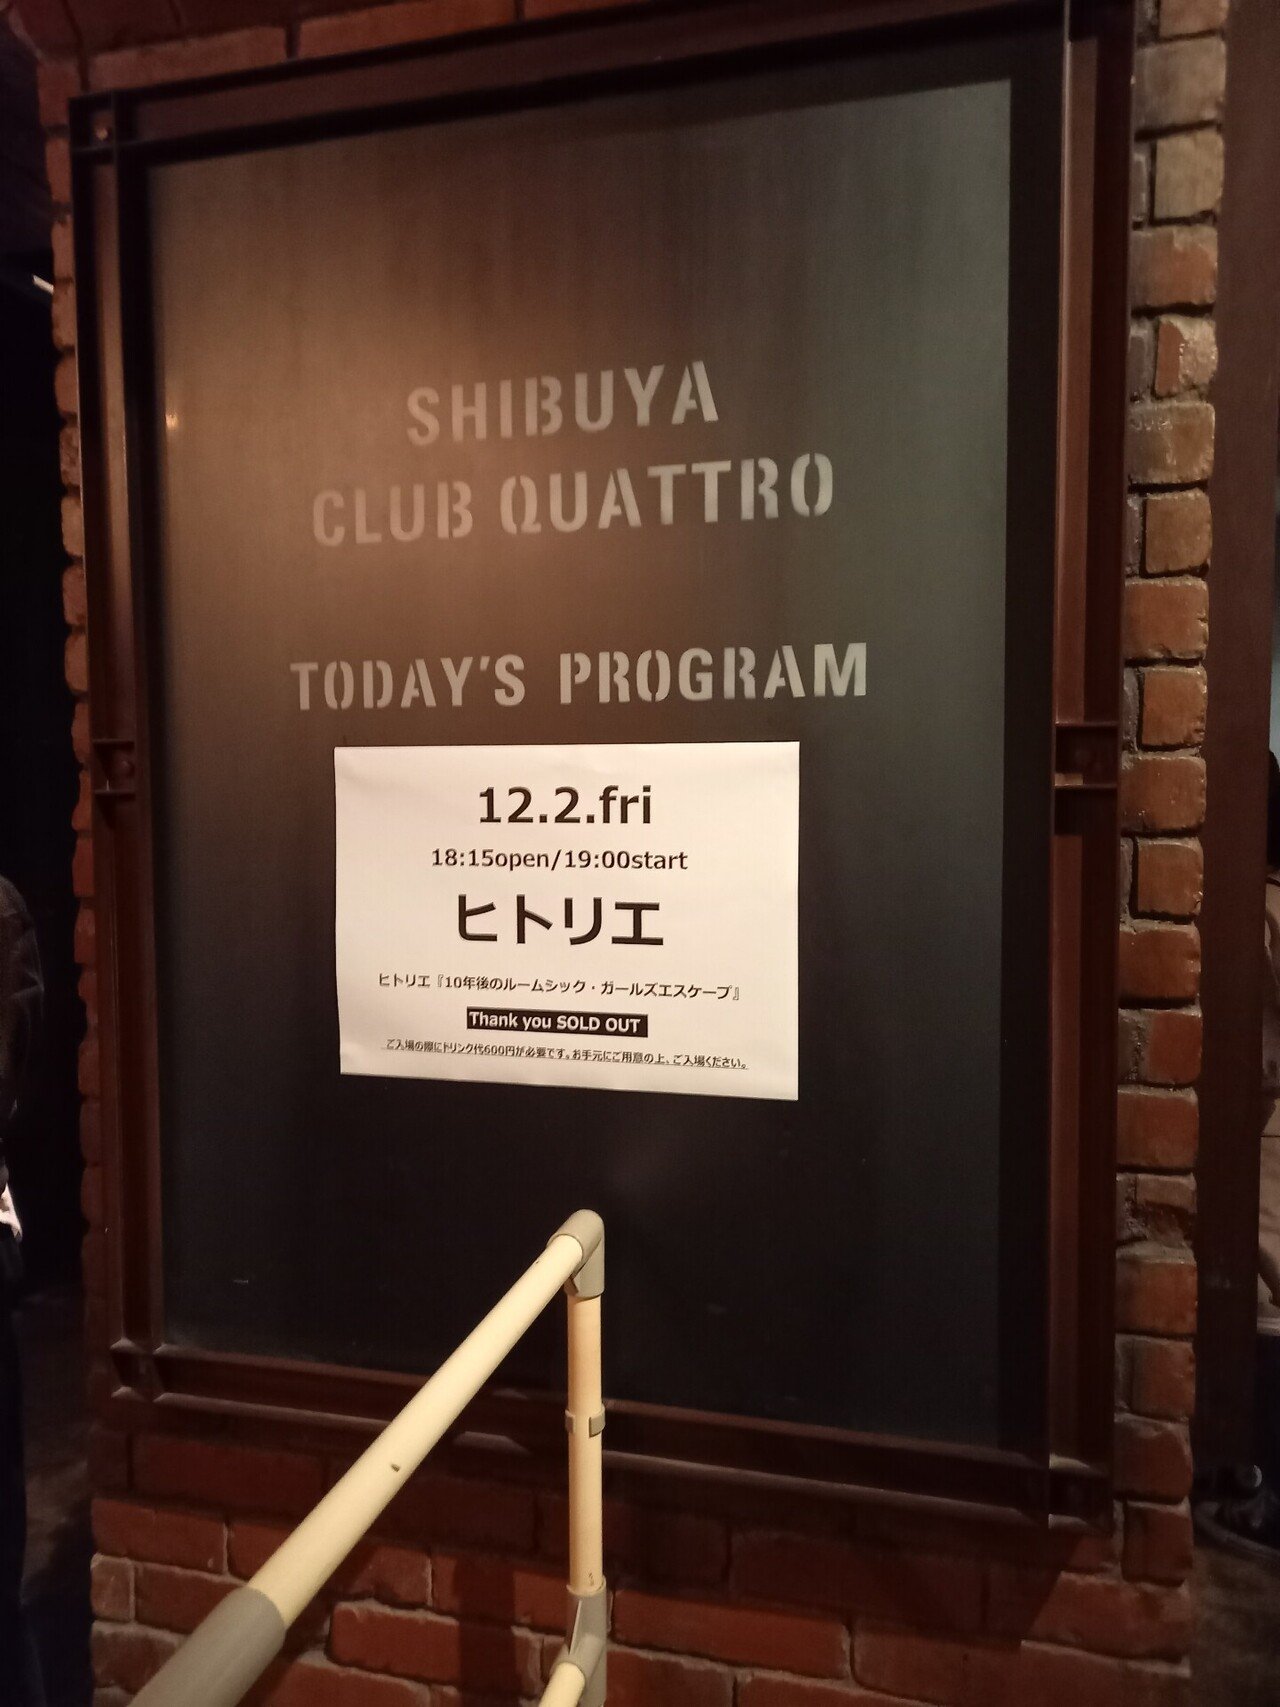 SHIBUYA
CLUB QUATTRO
TODAY'S PROGRAM
12.2.fri
18:15open/19:00start
ヒトリエ
ヒトリエ『10年後のルームシック・ガールズエスケープ』
Thank you SOLD OUT
ご入場の際にドリンク代600円が必要です。お手元にご用意の上、ご入場ください。